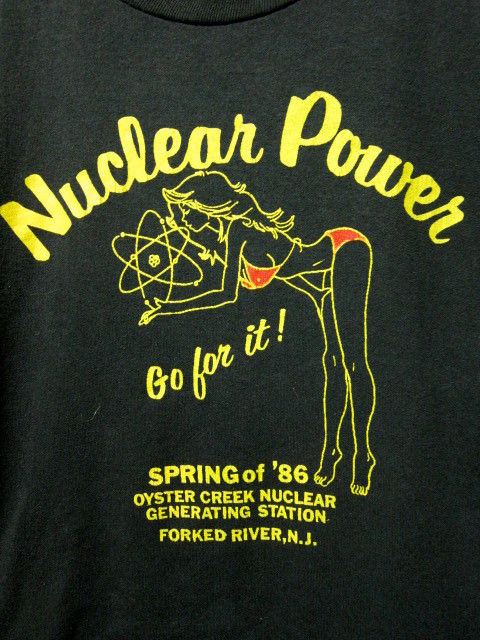 Nuclear Power
Go for it!
SPRING of '86
OYSTER CREEK NUCLEAR
GENERATING STATION
FORKED RIVER, N.J.